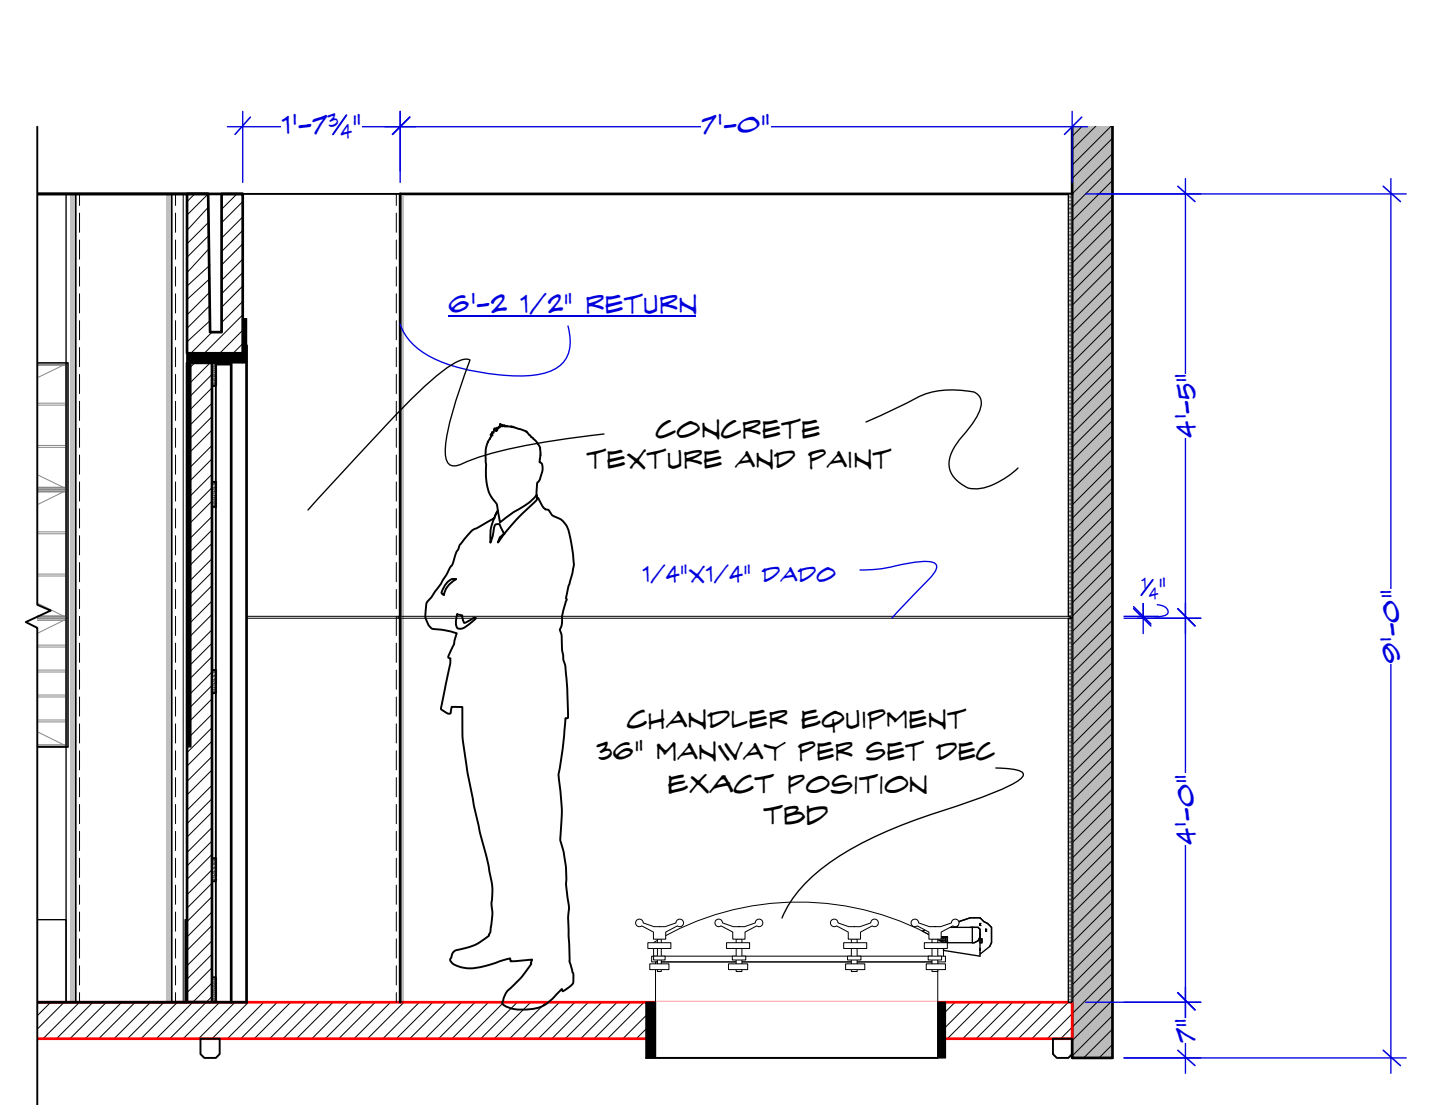 1'-7¾"
7'-0"
6'-2 1/2" RETURN
CONCRETE
TEXTURE AND PAINT
4'-5"
1/4"X1/4" DADO
¼"
9'-0"
CHANDLER EQUIPMENT
36" MANWAY PER SET DEC
EXACT POSITION
TBD
4'-0"
7"